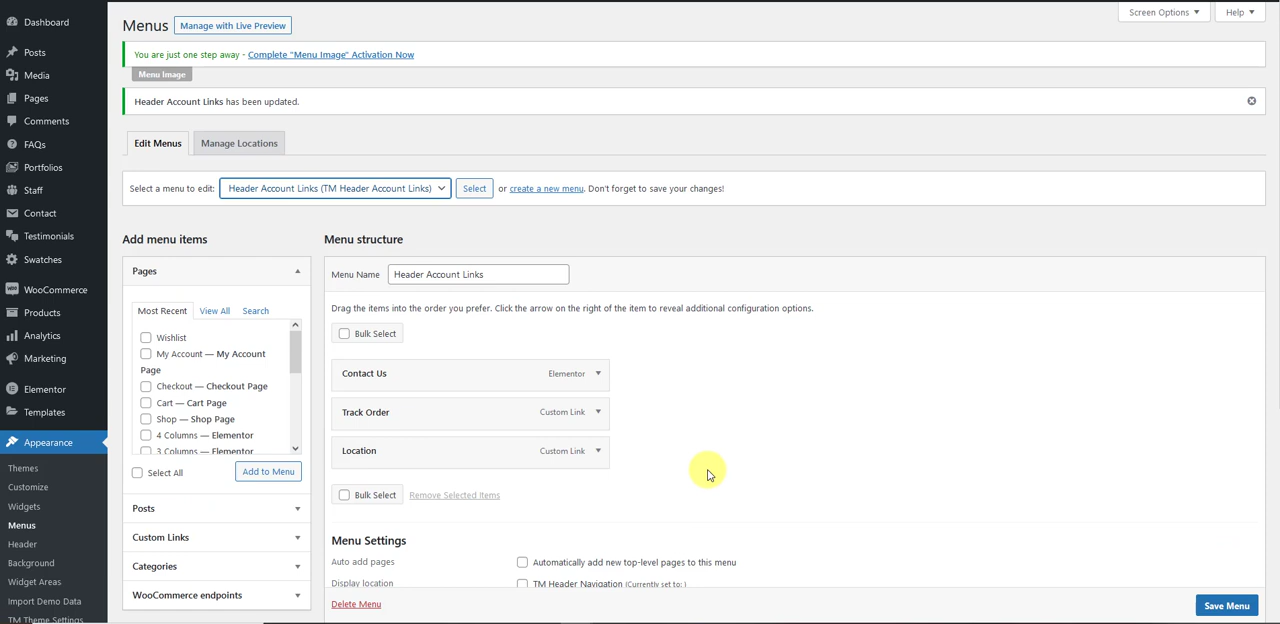 Dashboard
Posts
Media
Pages
Comments
FAQs
Portfolios
Staff
Contact
Testimonials
Swatches
WooCommerce
Products
Analytics
Marketing
Elementor
Templates
Appearance
Themes
Customize
Widgets
Menus
Header
Background
Widget Areas
Import Demo Data
TM Theme Settings
Screen Options ▼ Help ▼
Menus Manage with Live Preview
You are just one step away - Complete "Menu Image" Activation Now
Menu Image
Header Account Links has been updated.
Edit Menus Manage Locations
Select a menu to edit: Header Account Links (TM Header Account Links) Select or create a new menu. Don't forget to save your changes!
Add menu items
Pages
Most Recent View All Search
Wishlist
My Account — My Account
Page
Checkout — Checkout Page
Cart — Cart Page
Shop — Shop Page
4 Columns — Elementor
3 Columns — Elementor
Select All Add to Menu
Posts
Custom Links
Categories
WooCommerce endpoints
Menu structure
Menu Name Header Account Links
Drag the items into the order you prefer. Click the arrow on the right of the item to reveal additional configuration options.
Bulk Select
Contact Us Elementor
Track Order Custom Link
Location Custom Link
Bulk Select Remove Selected Items
Menu Settings
Auto add pages Automatically add new top-level pages to this menu
Display location TM Header Navigation (Currently set to: )
Delete Menu Save Menu